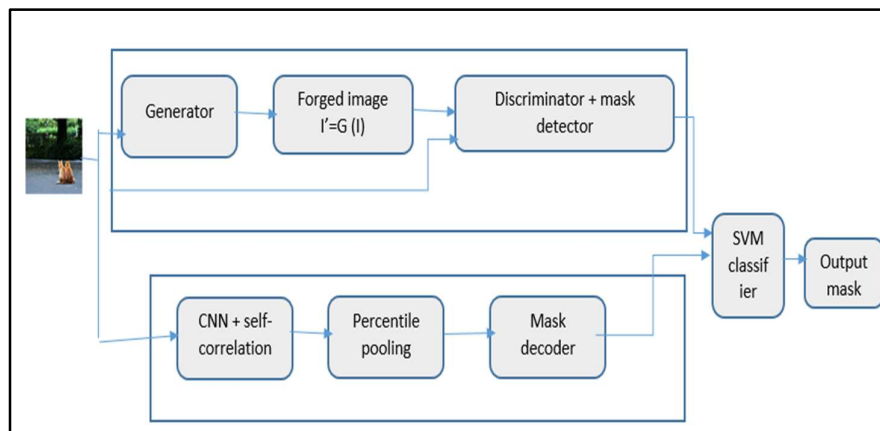 Generator
Forged image
I’=G (I)
Discriminator + mask
detector
SVM
classif
ier
Output
mask
CNN + self-
correlation
Percentile
pooling
Mask
decoder